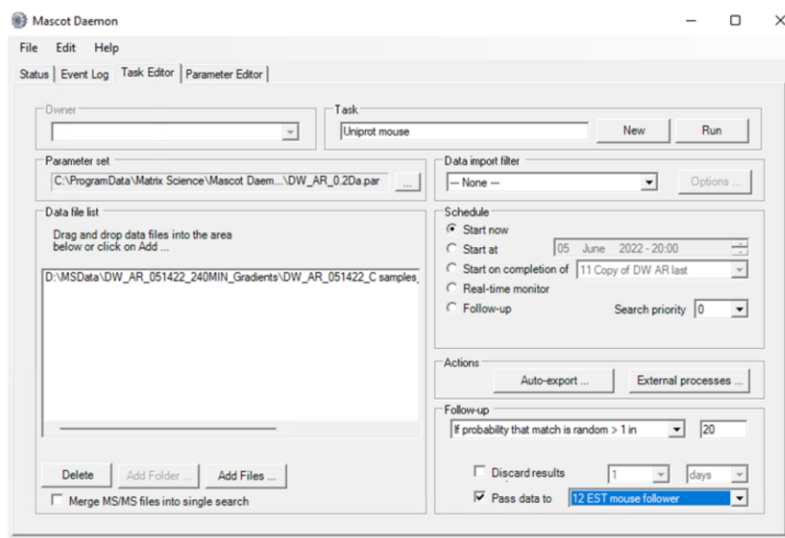 Mascot Daemon
File Edit Help
Status Event Log Task Editor Parameter Editor
Owner
Task
Uniprot mouse
New
Run
Parameter set
C:\ProgramData\Matrix Science\Mascot Daem...\DW_AR_0.2Da.par
...
Data import filter
-- None --
Options ...
Data file list
Drag and drop data files into the area
below or click on Add ...
D:\MSData\DW_AR_051422_240MIN_Gradients\DW_AR_051422_C samples_
Delete
Add Folder ...
Add Files ...
Merge MS/MS files into single search
Schedule
Start now
Start at 05 June 2022 - 20:00
Start on completion of 11 Copy of DW AR last
Real-time monitor
Follow-up
Search priority 0
Actions
Auto-export ...
External processes ...
Follow-up
If probability that match is random > 1 in 20
Discard results 1 days
Pass data to 12 EST mouse follower